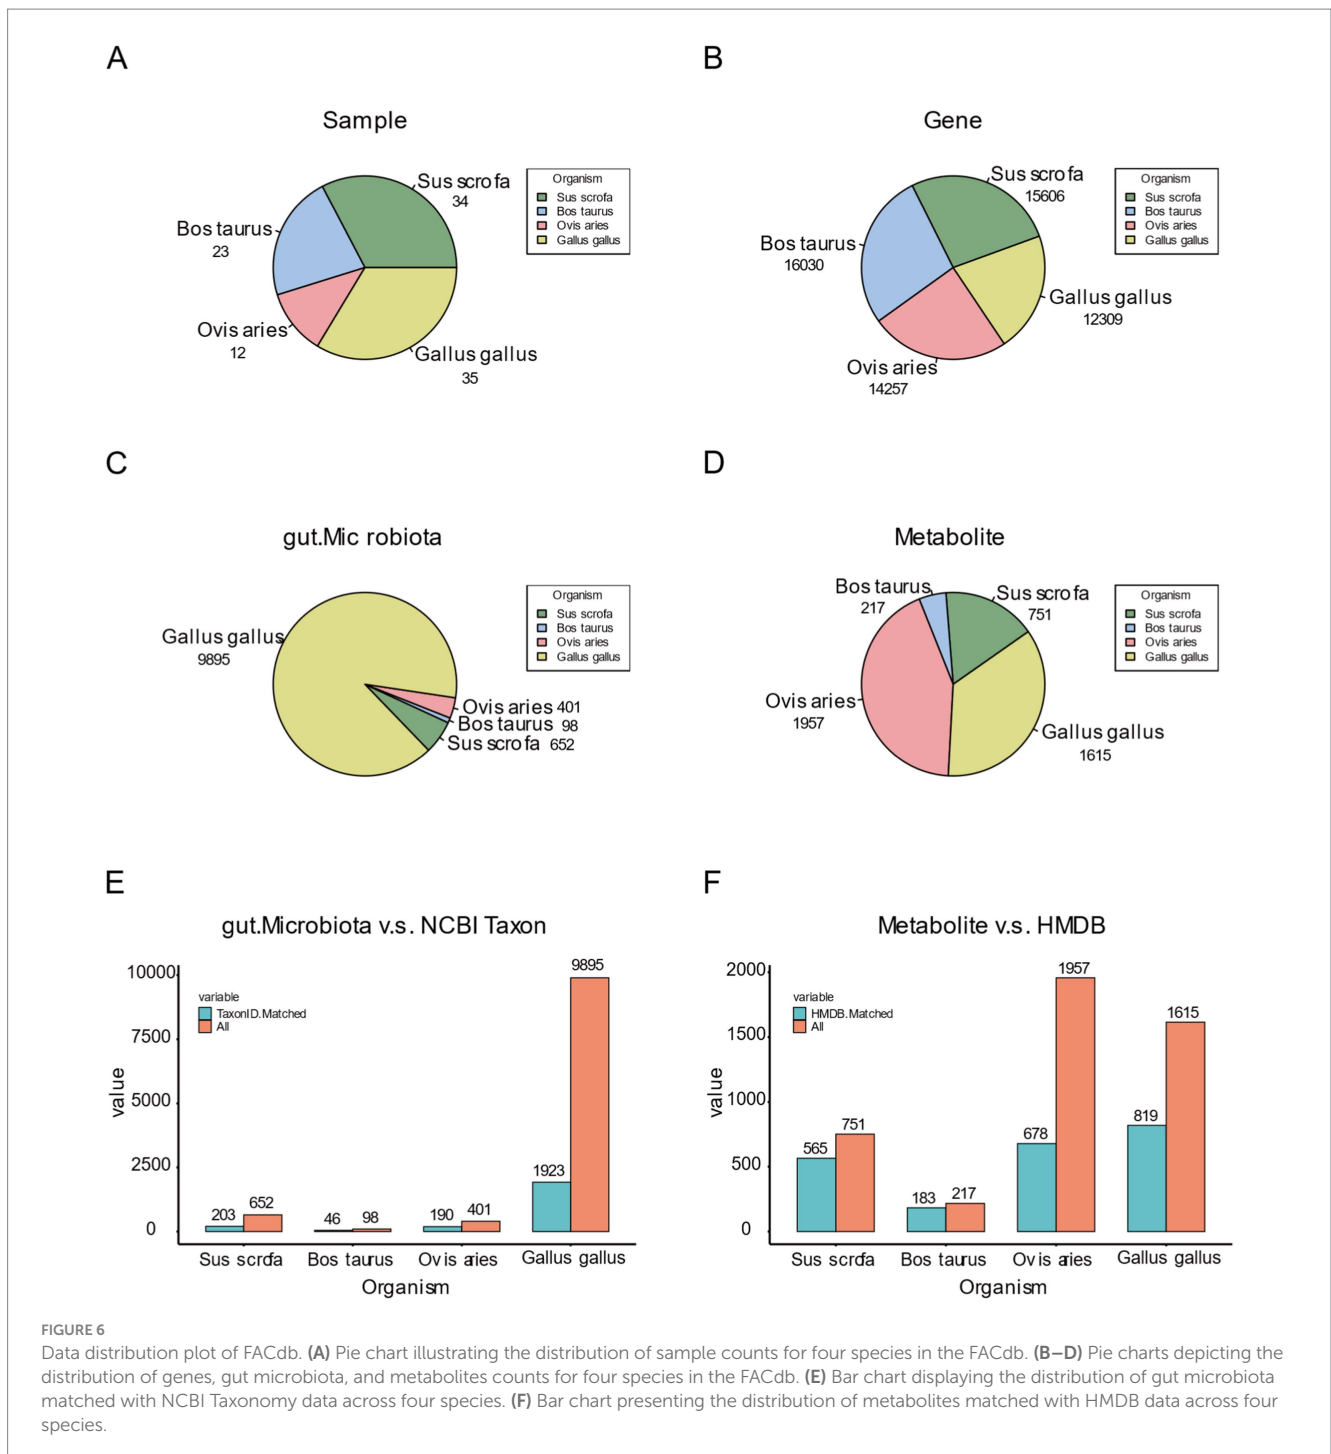 A
Sample
Sus scrofa
34
Bos taurus
23
Ovis aries
12
Gallus gallus
35
Organism
Sus scrofa
Bos taurus
Ovis aries
Gallus gallus
B
Gene
Sus scrofa
15606
Bos taurus
16030
Gallus gallus
12309
Ovis aries
14257
Organism
Sus scrofa
Bos taurus
Ovis aries
Gallus gallus
C
gut.Mic robiota
Gallus gallus
9895
Ovis aries 401
Bos taurus 98
Sus scrofa 652
Organism
Sus scrofa
Bos taurus
Ovis aries
Gallus gallus
D
Metabolite
Bos taurus
217
Sus scrofa
751
Ovis aries
1957
Gallus gallus
1615
Organism
Sus scrofa
Bos taurus
Ovis aries
Gallus gallus
E
gut.Microbiota v.s. NCBI Taxon
variable
TaxonID.Matched
All
value
10000
7500
5000
2500
0
203
652
46
98
190
401
1923
9895
Sus scrofa
Bos taurus
Ovis aries
Gallus gallus
Organism
F
Metabolite v.s. HMDB
variable
HMDB.Matched
All
value
2000
1500
1000
500
0
565
751
183
217
678
1957
819
1615
Sus scrofa
Bos taurus
Ovis aries
Gallus gallus
Organism
FIGURE 6
Data distribution plot of FACdb. (A) Pie chart illustrating the distribution of sample counts for four species in the FACdb. (B–D) Pie charts depicting the
distribution of genes, gut microbiota, and metabolites counts for four species in the FACdb. (E) Bar chart displaying the distribution of gut microbiota
matched with NCBI Taxonomy data across four species. (F) Bar chart presenting the distribution of metabolites matched with HMDB data across four
species.